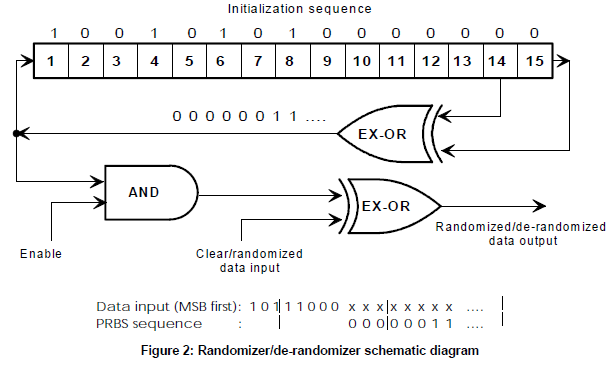 Initialization sequence
1 0 0 1 0 1 0 1 0 0 0 0 0 0 0
1 2 3 4 5 6 7 8 9 10 11 12 13 14 15
0 0 0 0 0 0 1 1 ....
EX-OR
AND
EX-OR
Enable
Clear/randomized
data input
Randomized/de-randomized
data output
Data input (MSB first): 1 0 1 1 1 0 0 0 x x x x x x x x ....
PRBS sequence : 0 0 0 0 0 0 1 1 ....
Figure 2: Randomizer/de-randomizer schematic diagram